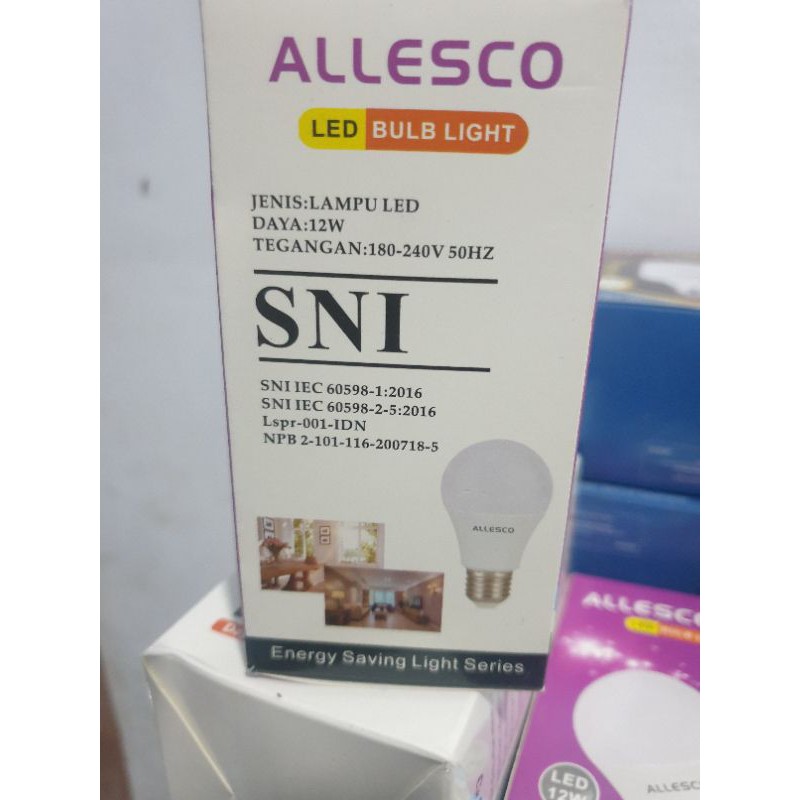 ALLESCO
LED BULB LIGHT
JENIS:LAMPU LED
DAYA:12W
TEGANGAN:180-240V 50HZ
SNI
SNI IEC 60598-1:2016
SNI IEC 60598-2-5:2016
Lspr-001-IDN
NPB 2-101-116-200718-5
ALLESCO
Energy Saving Light Series
ALLESCO
LED
12W
ALLESC